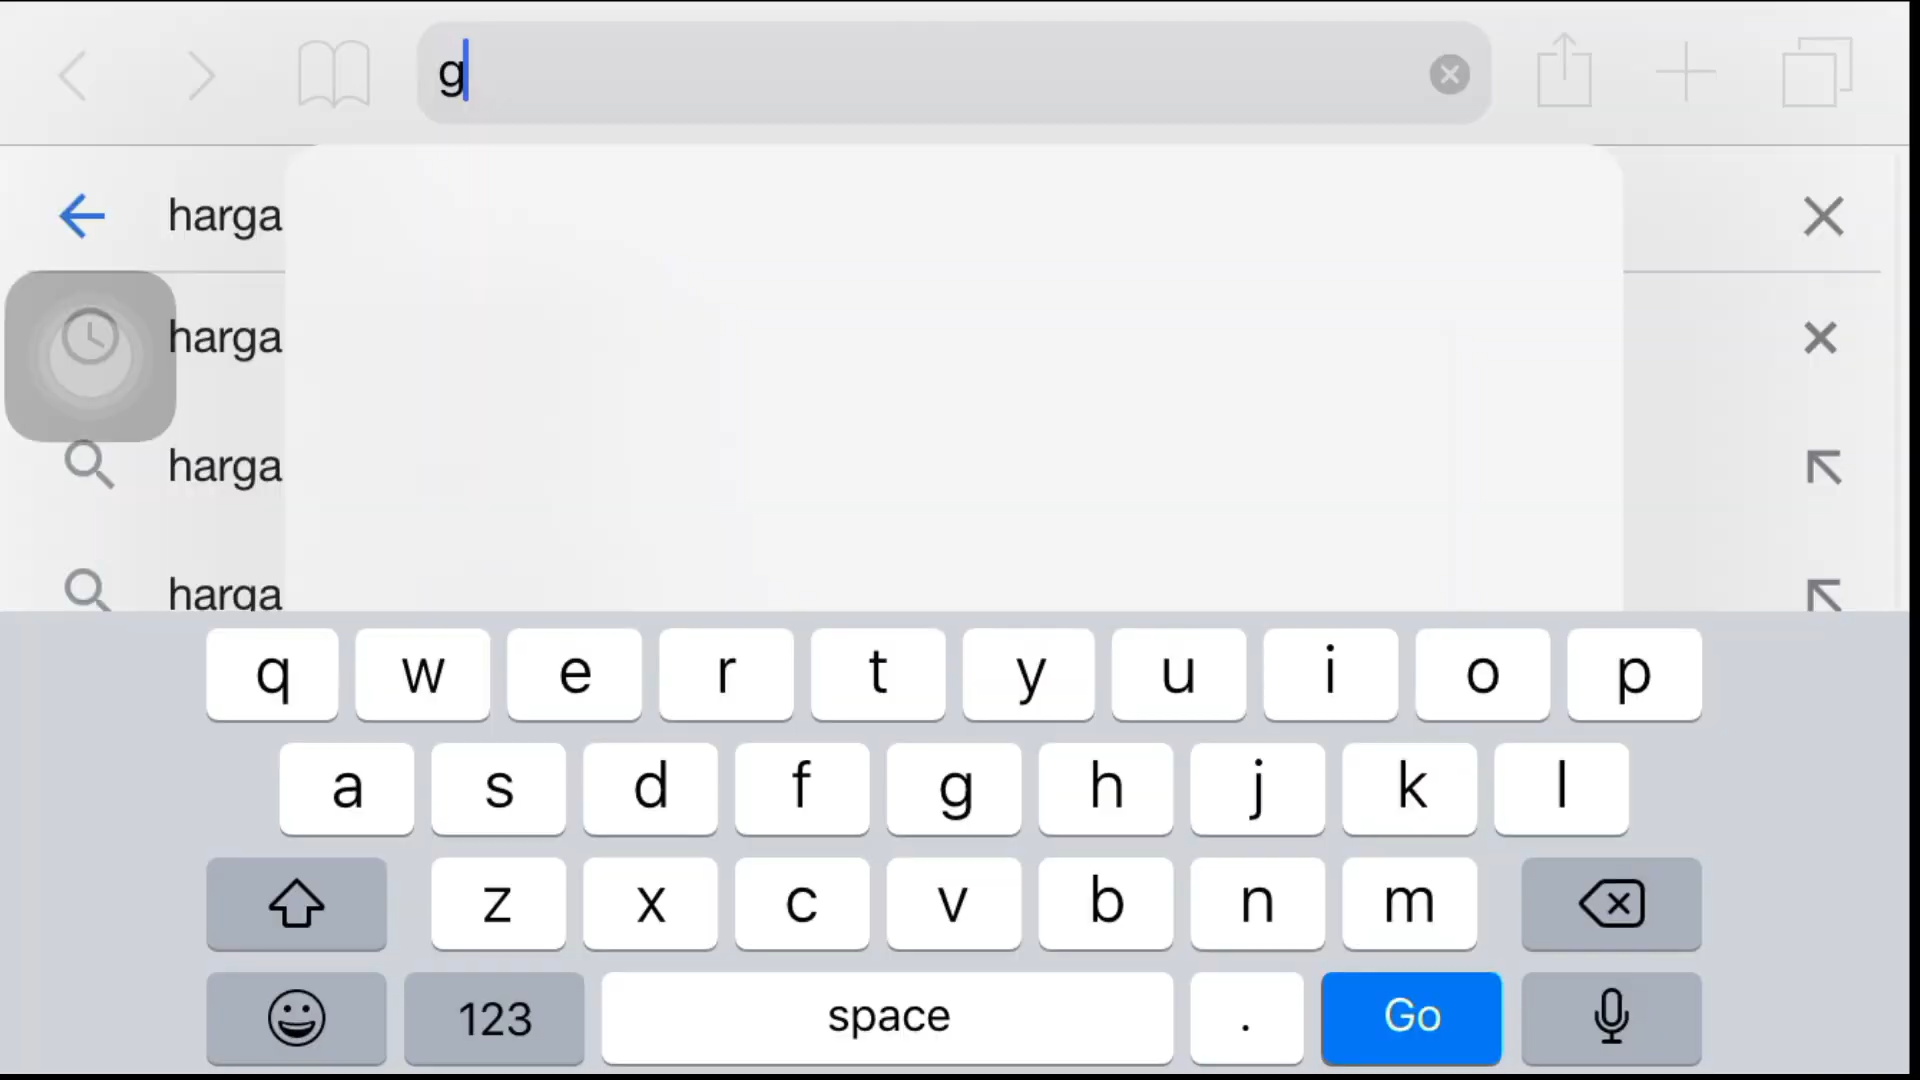 g
harga
harga
harga
harga
q w e r t y u i o p
a s d f g h j k l
z x c v b n m
123 space . Go